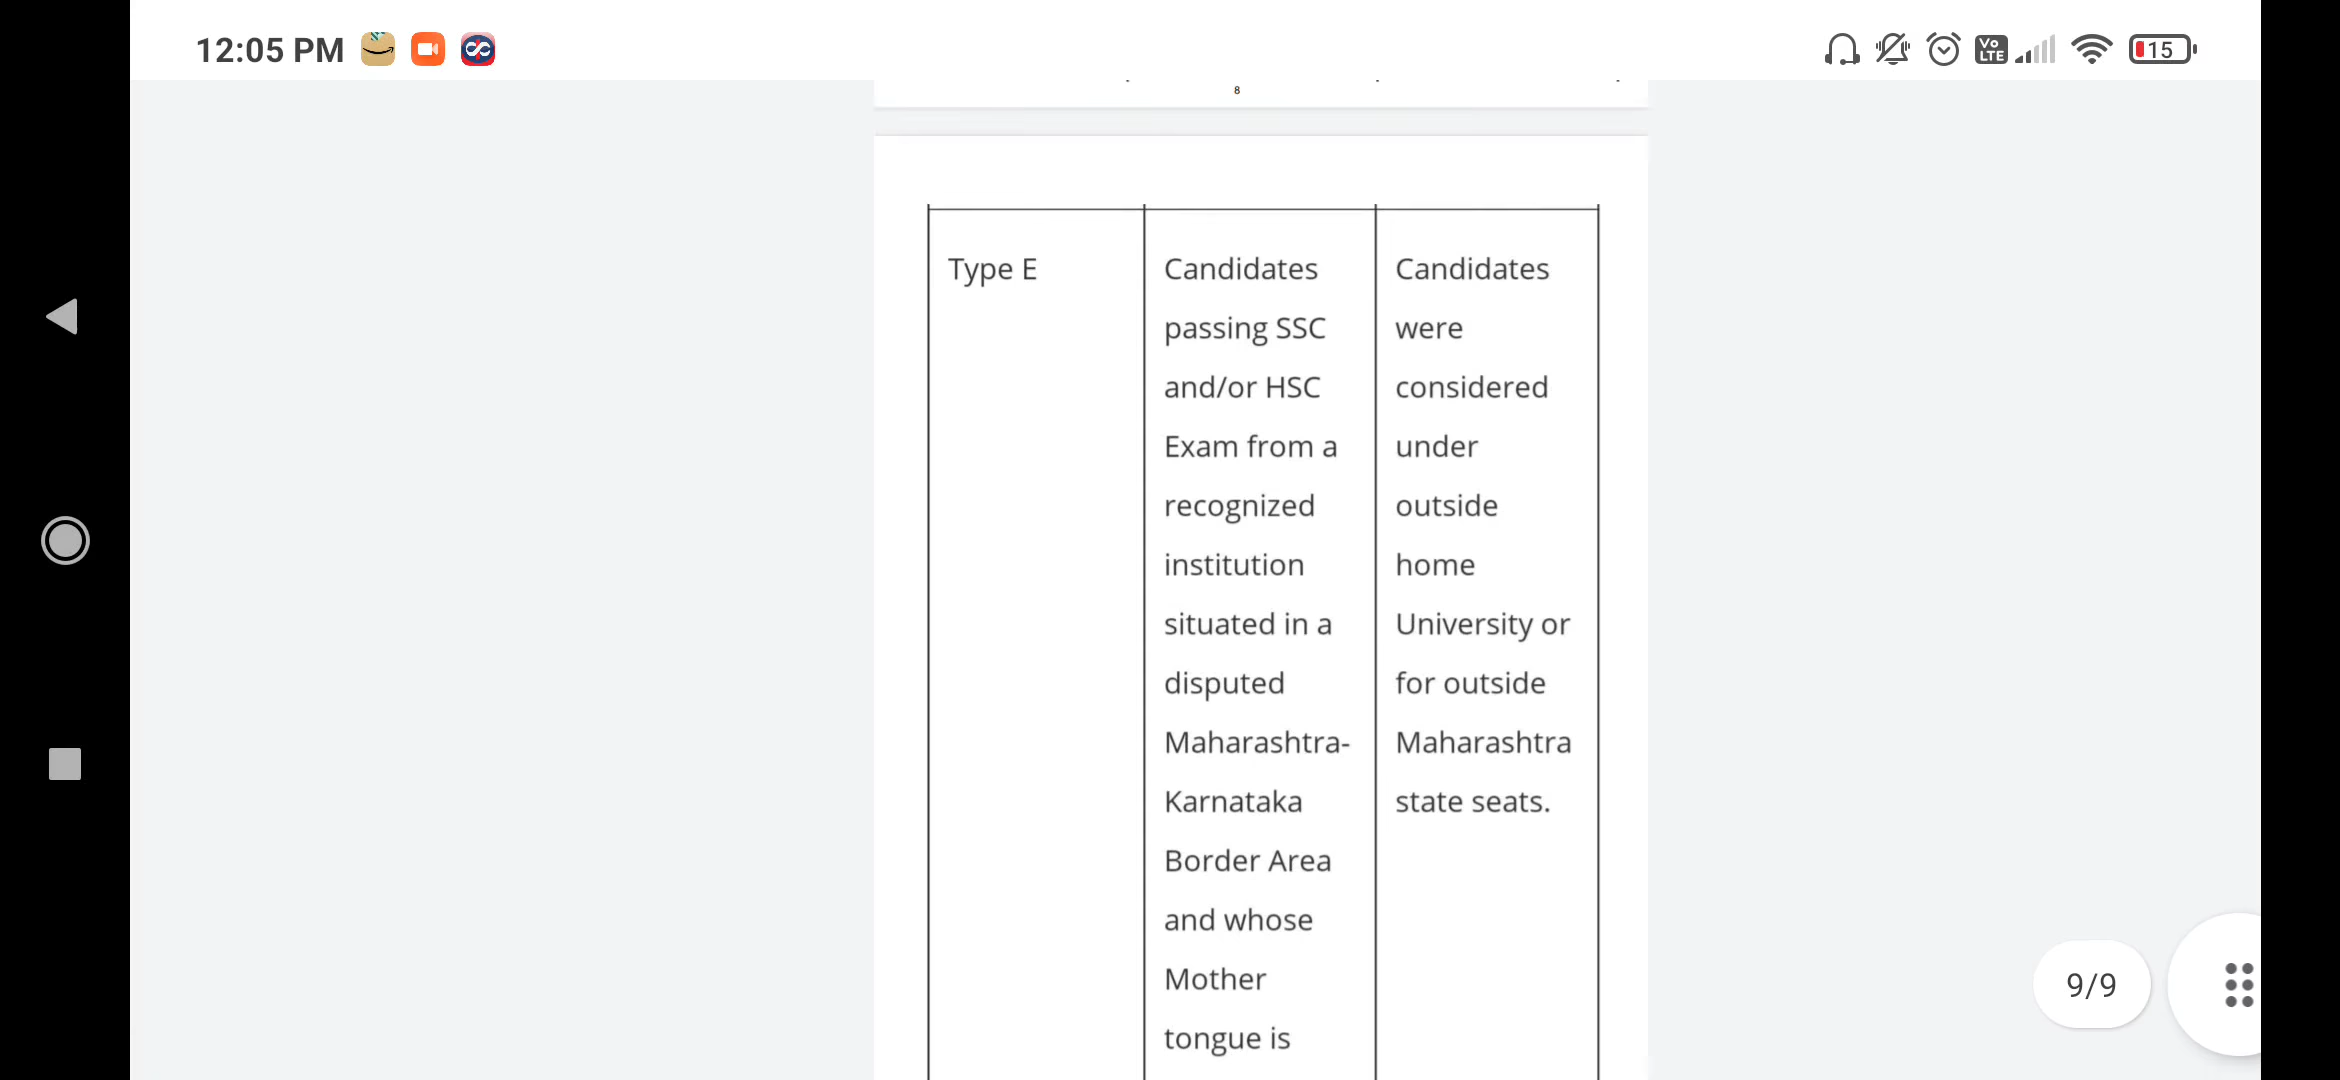 12:05 PM
Vo
LTE
15
8
Type E
Candidates
passing SSC
and/or HSC
Exam from a
recognized
institution
situated in a
disputed
Maharashtra-
Karnataka
Border Area
and whose
Mother
tongue is
Candidates
were
considered
under
outside
home
University or
for outside
Maharashtra
state seats.
9/9